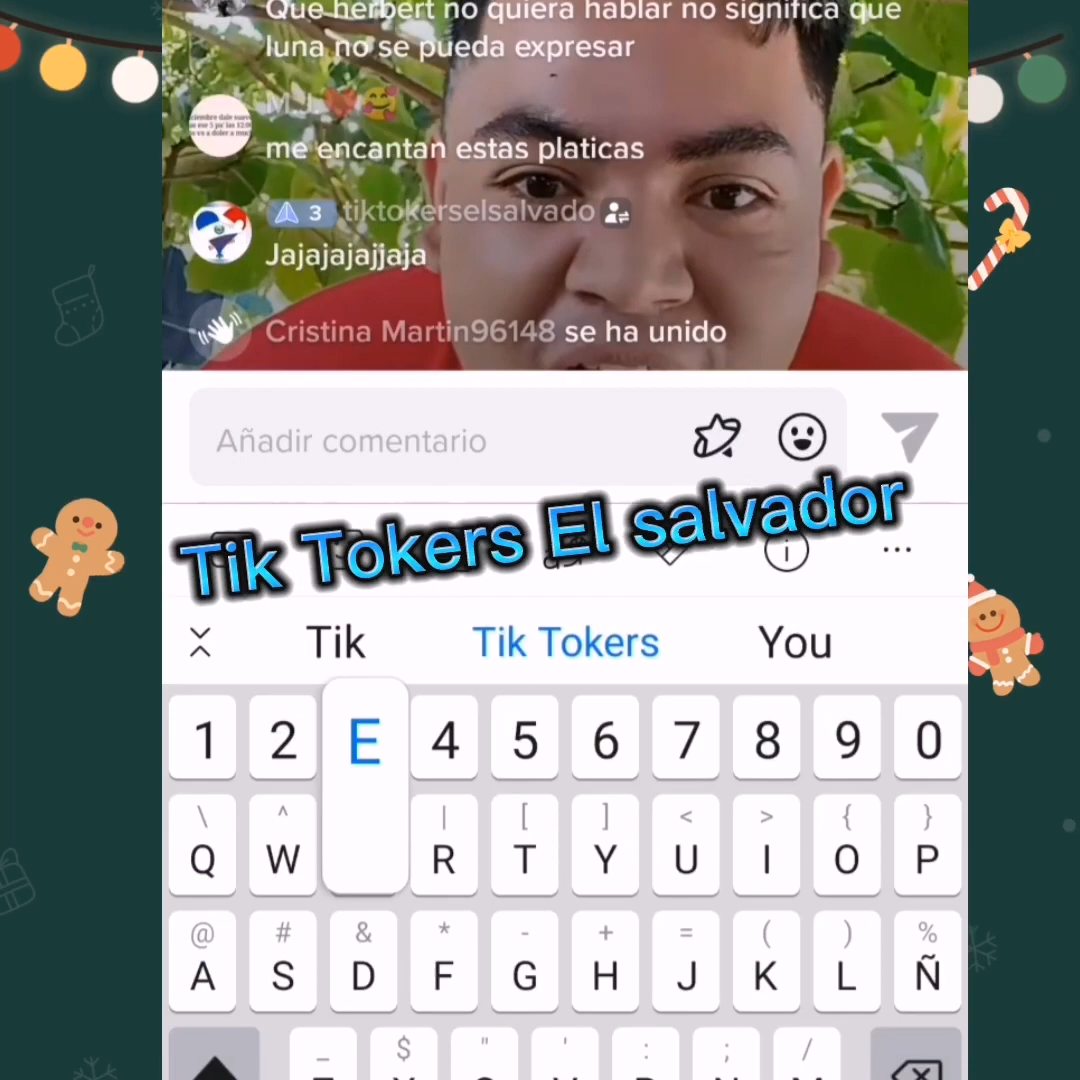 Que herbert no quiera hablar no significa que
luna no se pueda expresar
M.J.
me encantan estas platicas
3 tiktokerselsalvado
Jajajajajjaja
Cristina Martin96148 se ha unido
Añadir comentario
Tik Tokers El salvador
Tik Tik Tokers You
1 2 E 4 5 6 7 8 9 0
\ ^ | [ ] < > { }
Q W R T Y U I O P
@ # & * - + = ( ) %
A S D F G H J K L Ñ
_ $ " ' : ; /